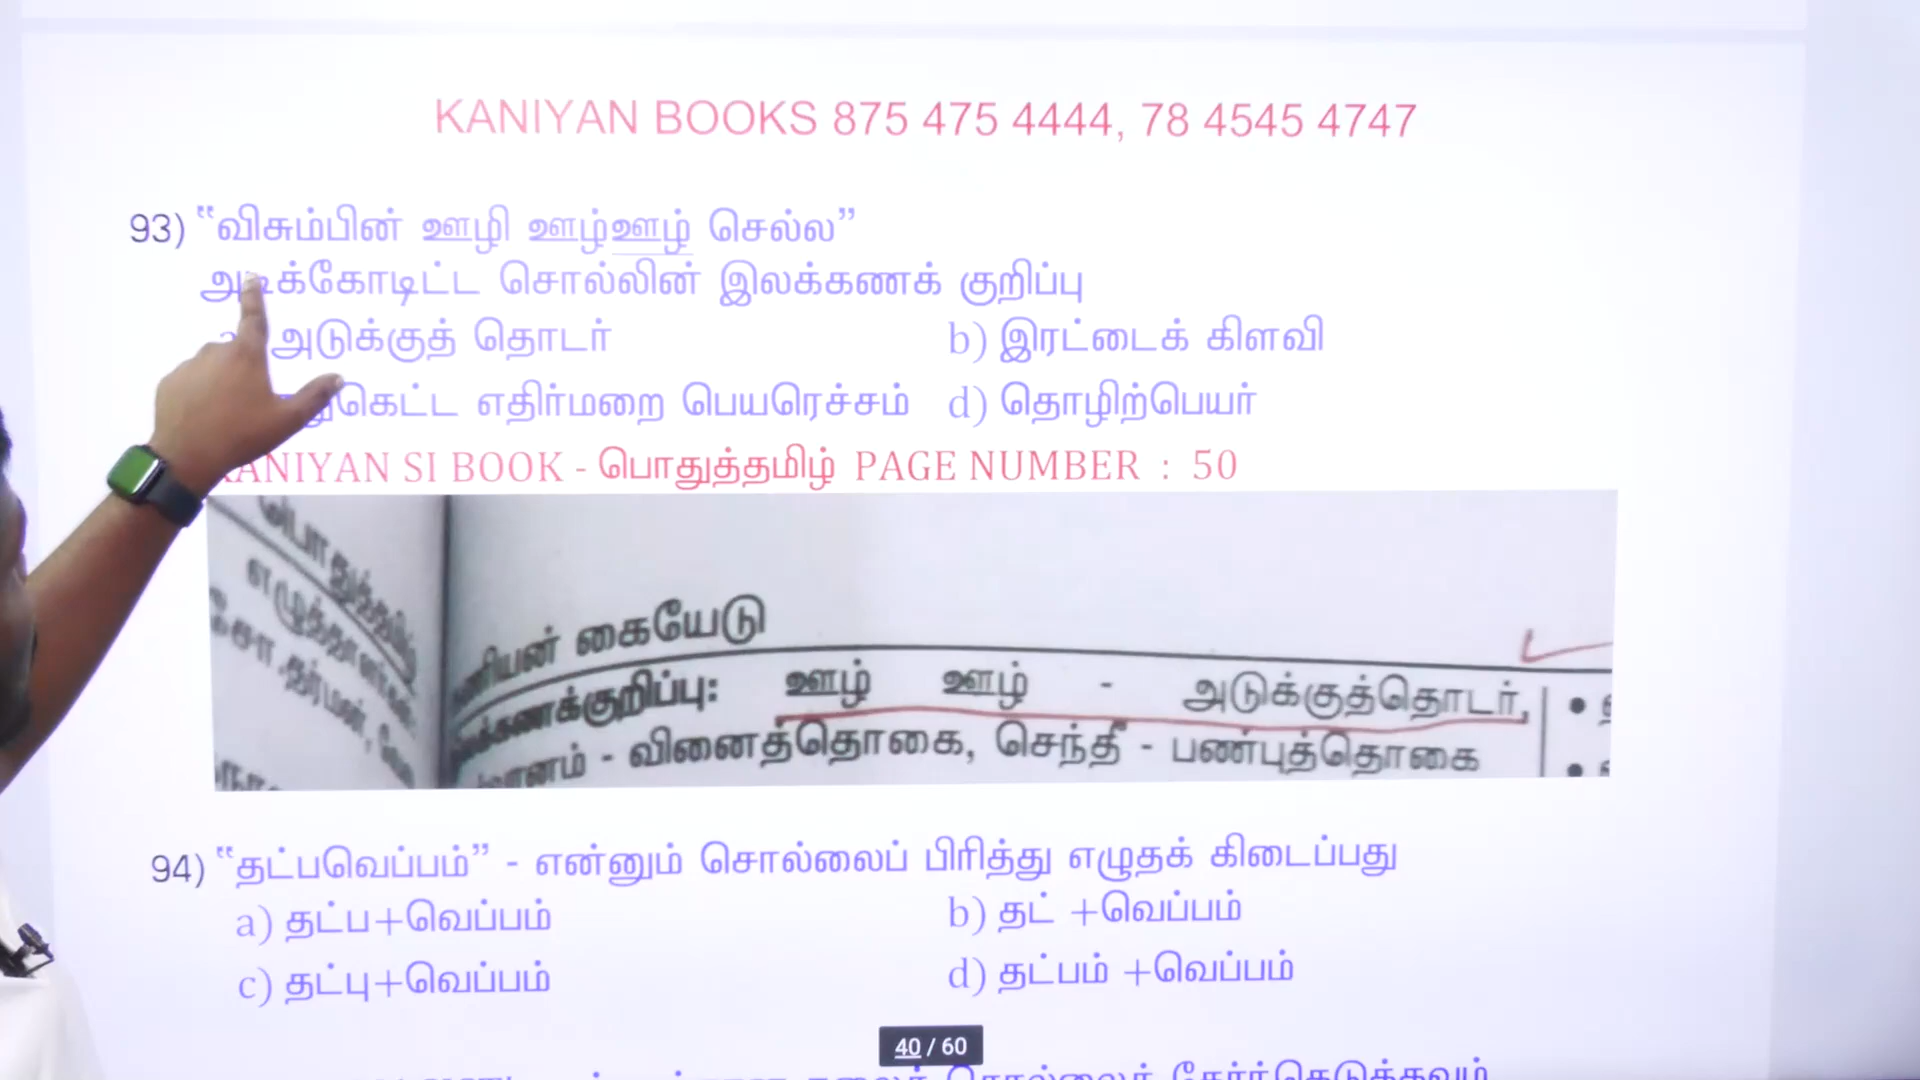 KANIYAN BOOKS 875 475 4444, 78 4545 4747
93) “விசும்பின் ஊழி ஊழ்ஊழ் செல்ல”
அடிக்கோடிட்ட சொல்லின் இலக்கணக் குறிப்பு
a) அடுக்குத் தொடர் b) இரட்டைக் கிளவி
எதிர்மறை பெயரெச்சம் d) தொழிற்பெயர்
KANIYAN SI BOOK - பொதுத்தமிழ் PAGE NUMBER : 50
பொதுத்தமிழ்
கையேடு
ஊழ் ஊழ் - அடுக்குத்தொடர்,
- வினைத்தொகை, செந்தீ - பண்புத்தொகை
94) “தட்பவெப்பம்” - என்னும் சொல்லைப் பிரித்து எழுதக் கிடைப்பது
a) தட்ப+வெப்பம் b) தட் +வெப்பம்
c) தட்பு+வெப்பம் d) தட்பம் +வெப்பம்
40 / 60